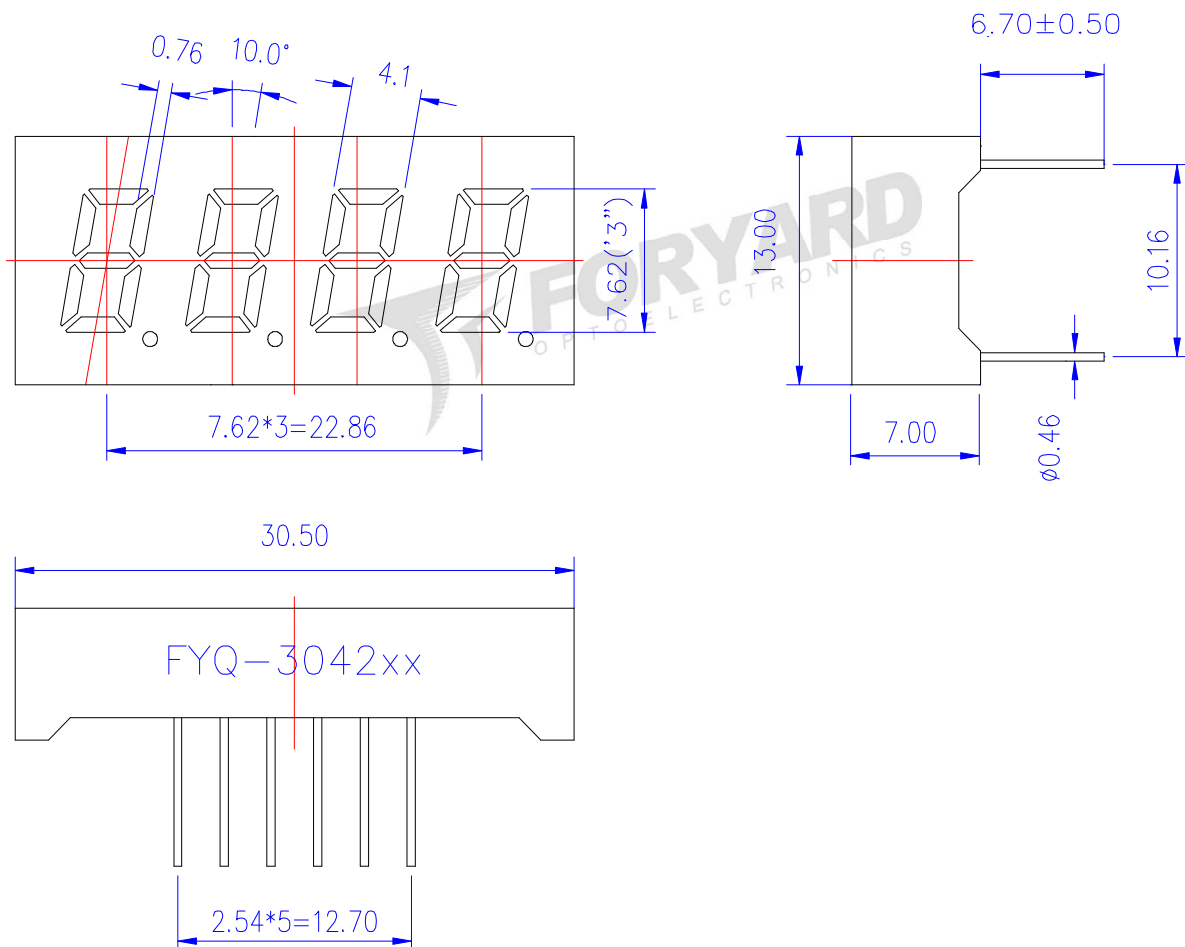 6.70±0.50
0.76
10.0°
4.1
FORYARD
OPTOELECTRONICS
7.62('3")
13.00
10.16
7.62*3=22.86
7.00
ø0.46
30.50
FYQ-3042xx
2.54*5=12.70